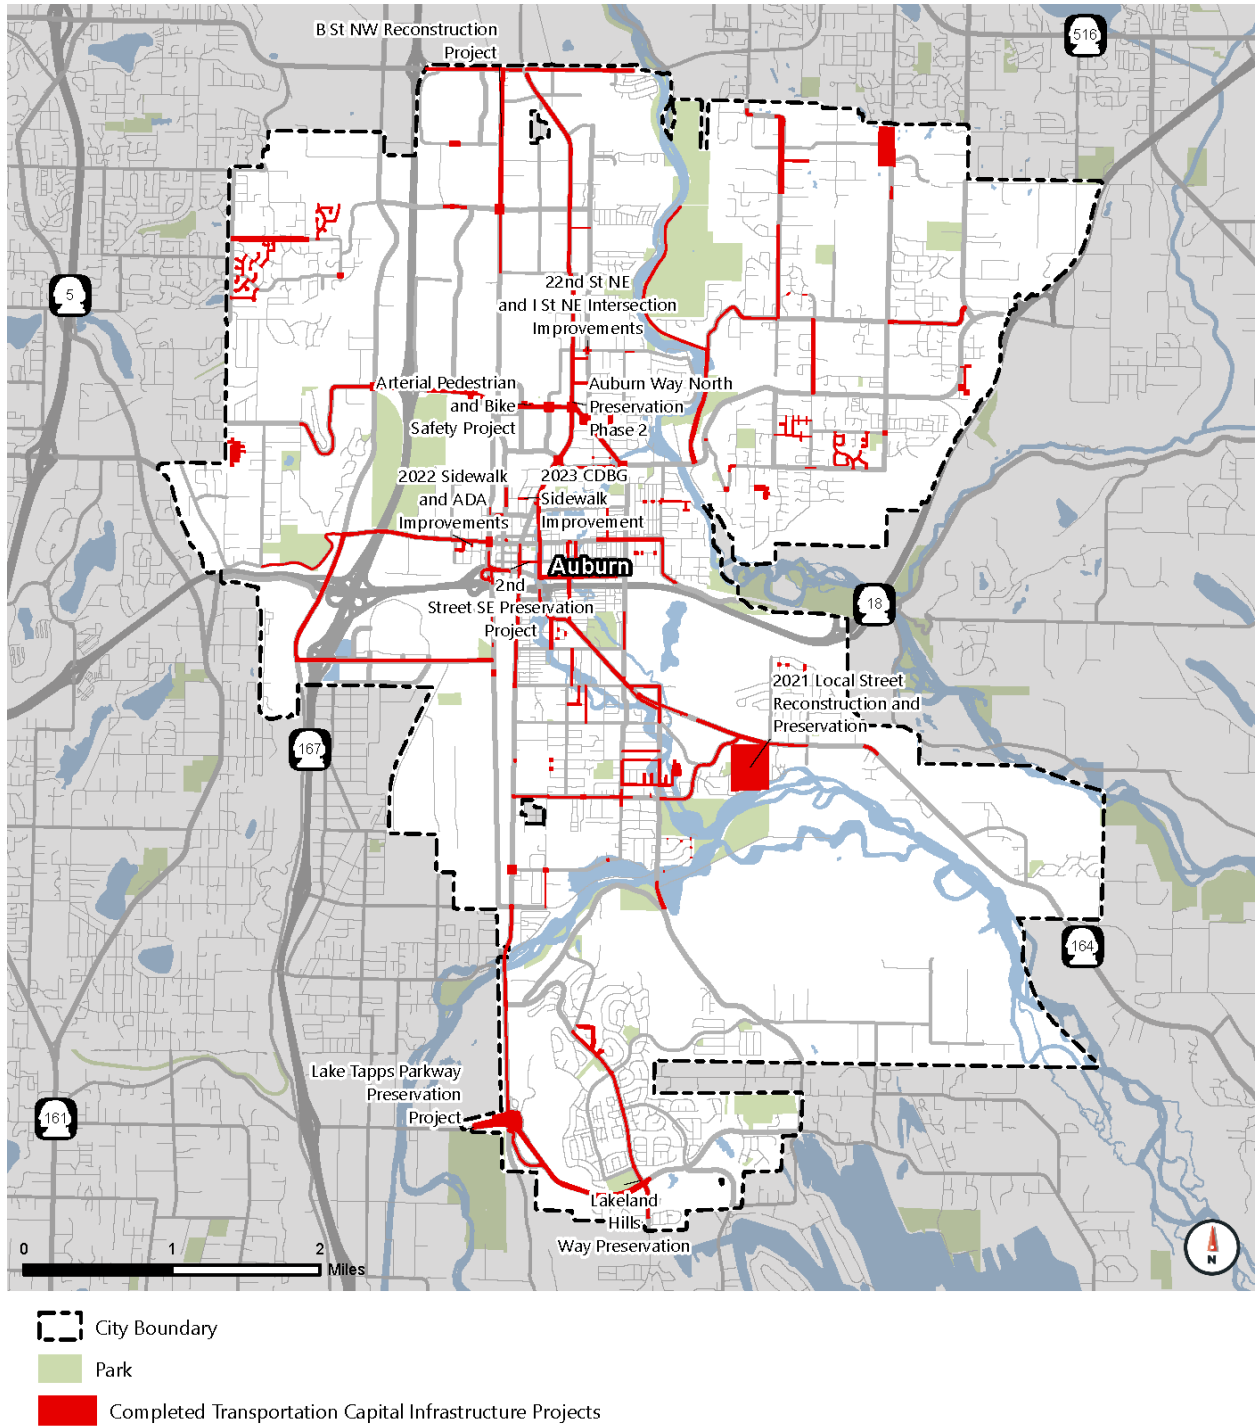 B St NW Reconstruction
Project
516
5
22nd St NE
and I St NE Intersection
Improvements
Arterial Pedestrian
and Bike
Safety Project
Auburn Way North
Preservation
Phase 2
2022 Sidewalk
and ADA
Improvements
2023 CDBG
Sidewalk
Improvement
Auburn
2nd
Street SE Preservation
Project
18
2021 Local Street
Reconstruction and
Preservation
167
164
Lake Tapps Parkway
Preservation
Project
161
Lakeland
Hills
Way Preservation
0 1 2
Miles
N
City Boundary
Park
Completed Transportation Capital Infrastructure Projects